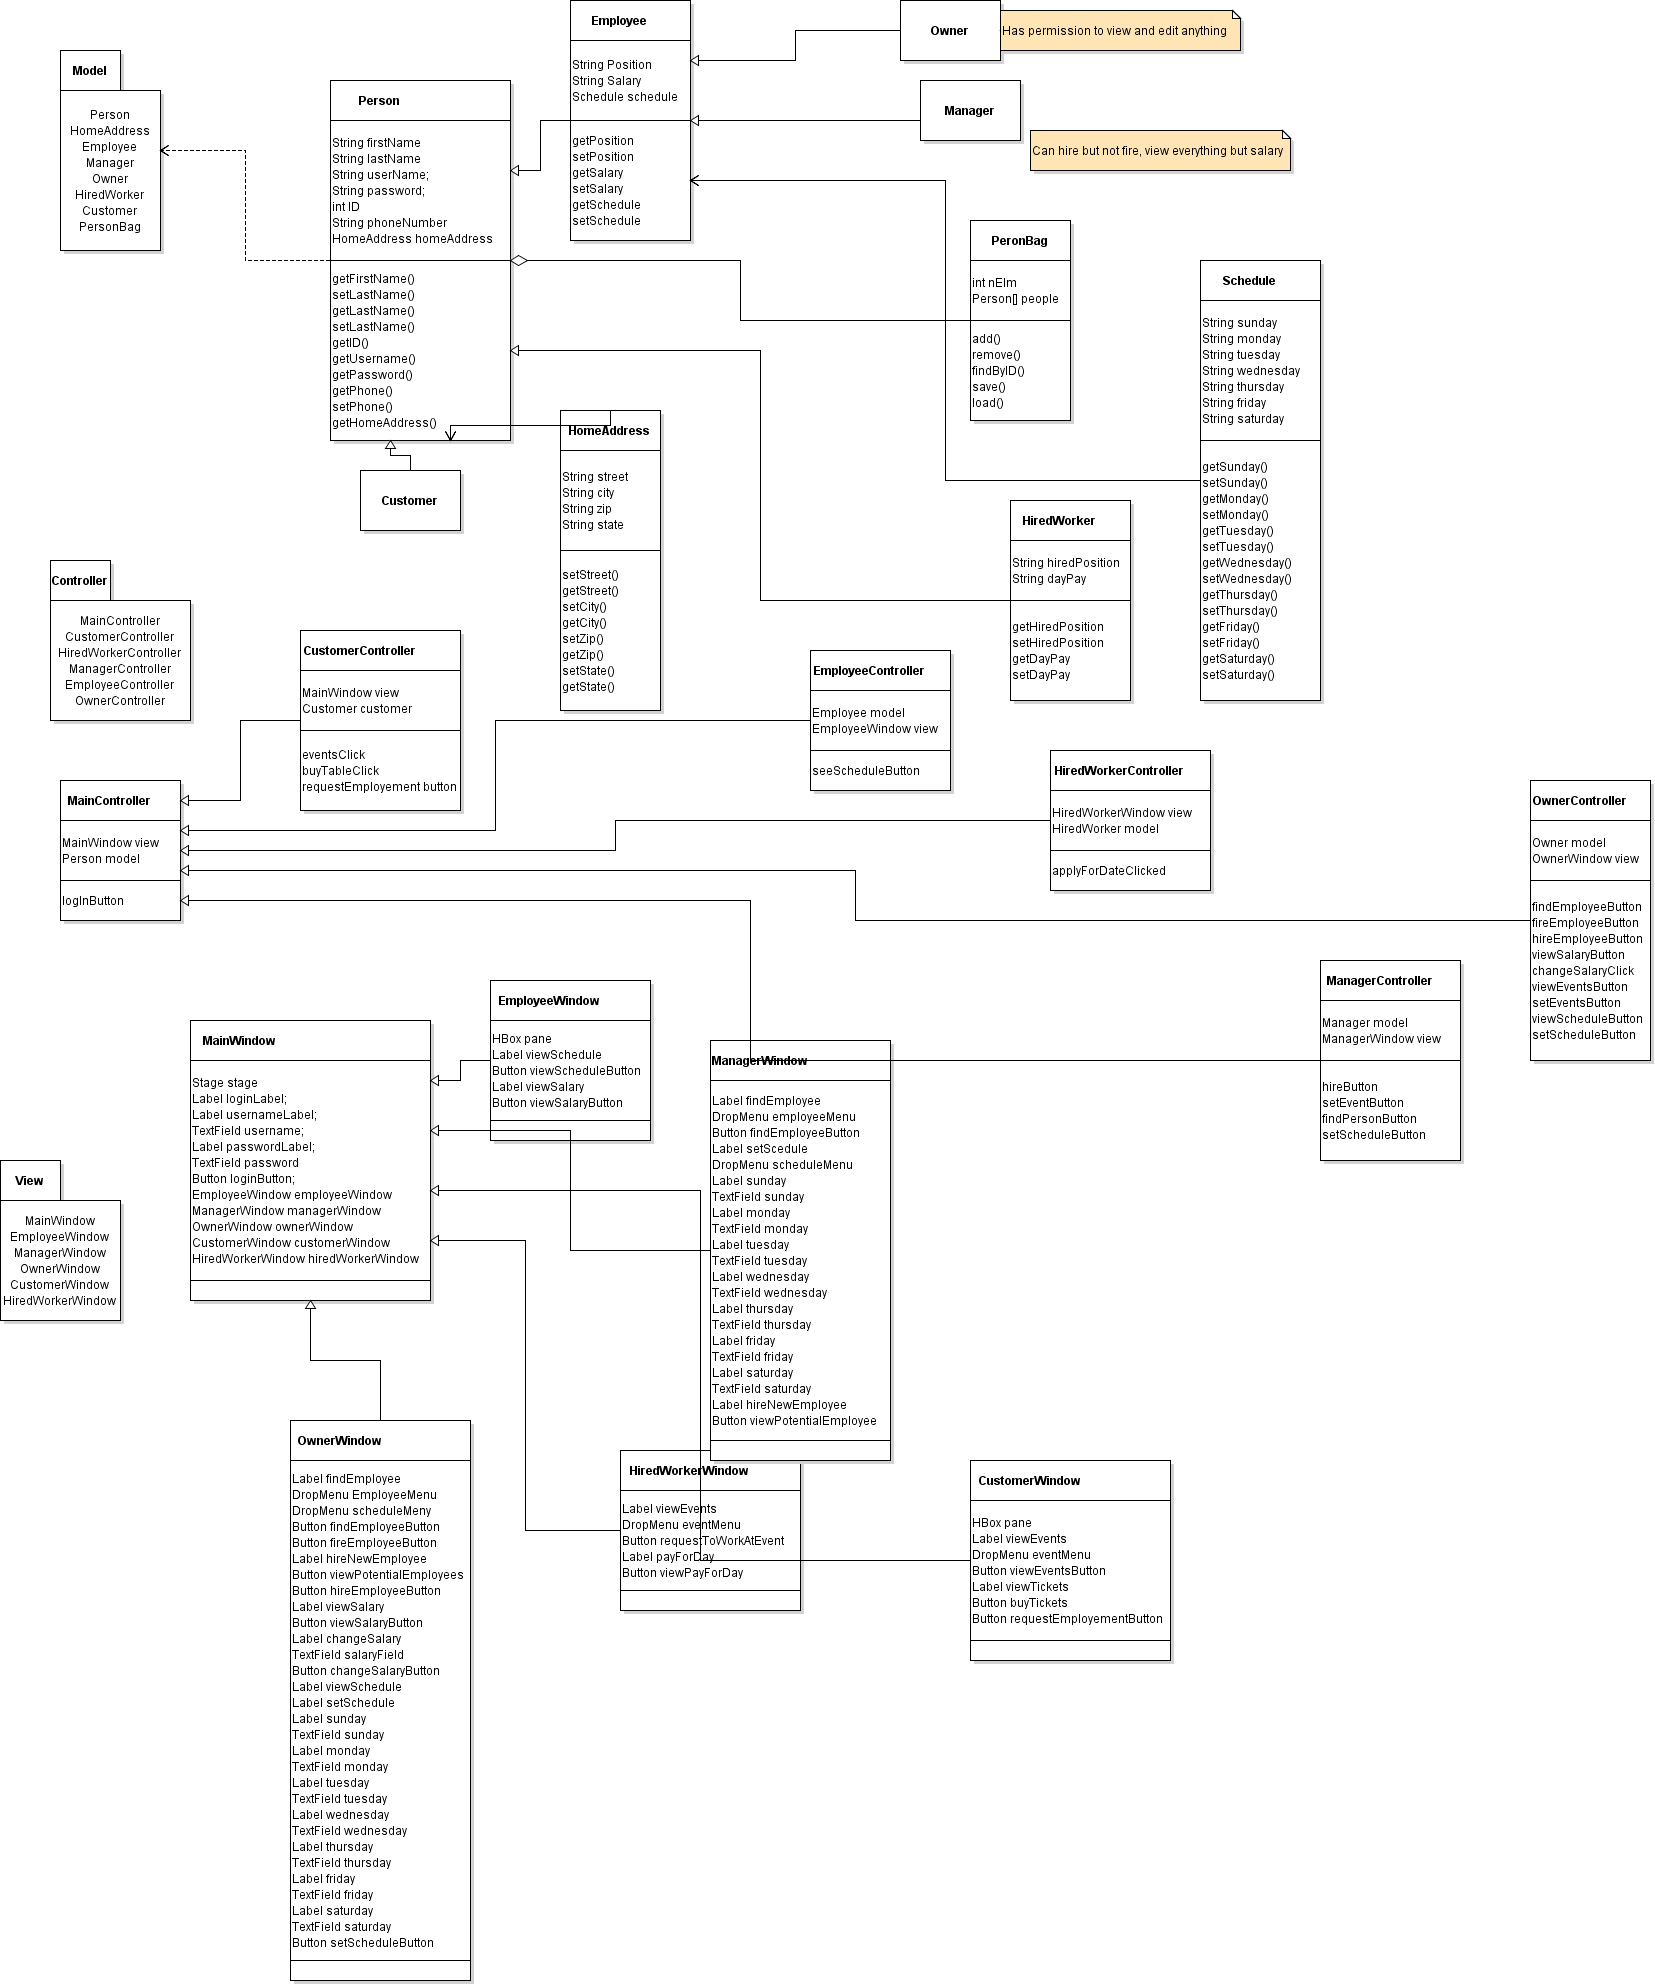 Employee
String Position
String Salary
Schedule schedule
getPosition
setPosition
getSalary
setSalary
getSchedule
setSchedule
Owner
Has permission to view and edit anything
Manager
Can hire but not fire, view everything but salary
Model
Person
HomeAddress
Employee
Manager
Owner
HiredWorker
Customer
PersonBag
Person
String firstName
String lastName
String userName;
String password;
int ID
String phoneNumber
HomeAddress homeAddress
getFirstName()
setLastName()
getLastName()
setLastName()
getID()
getUsername()
getPassword()
getPhone()
setPhone()
getHomeAddress()
PeronBag
int nElm
Person[] people
add()
remove()
findByID()
save()
load()
Schedule
String sunday
String monday
String tuesday
String wednesday
String thursday
String friday
String saturday
getSunday()
setSunday()
getMonday()
setMonday()
getTuesday()
setTuesday()
getWednesday()
setWednesday()
getThursday()
setThursday()
getFriday()
setFriday()
getSaturday()
setSaturday()
HomeAddress
String street
String city
String zip
String state
setStreet()
getStreet()
setCity()
getCity()
setZip()
getZip()
setState()
getState()
Customer
HiredWorker
String hiredPosition
String dayPay
getHiredPosition
setHiredPosition
getDayPay
setDayPay
Controller
MainController
CustomerController
HiredWorkerController
ManagerController
EmployeeController
OwnerController
CustomerController
MainWindow view
Customer customer
eventsClick
buyTableClick
requestEmployement button
EmployeeController
Employee model
EmployeeWindow view
seeScheduleButton
HiredWorkerController
HiredWorkerWindow view
HiredWorker model
applyForDateClicked
MainController
MainWindow view
Person model
logInButton
OwnerController
Owner model
OwnerWindow view
findEmployeeButton
fireEmployeeButton
hireEmployeeButton
viewSalaryButton
changeSalaryClick
viewEventsButton
setEventsButton
viewScheduleButton
setScheduleButton
ManagerController
Manager model
ManagerWindow view
hireButton
setEventButton
findPersonButton
setScheduleButton
EmployeeWindow
HBox pane
Label viewSchedule
Button viewScheduleButton
Label viewSalary
Button viewSalaryButton
MainWindow
Stage stage
Label loginLabel;
Label usernameLabel;
TextField username;
Label passwordLabel;
TextField password
Button loginButton;
EmployeeWindow employeeWindow
ManagerWindow managerWindow
OwnerWindow ownerWindow
CustomerWindow customerWindow
HiredWorkerWindow hiredWorkerWindow
ManagerWindow
Label findEmployee
DropMenu employeeMenu
Button findEmployeeButton
Label setScedule
DropMenu scheduleMenu
Label sunday
TextField sunday
Label monday
TextField monday
Label tuesday
TextField tuesday
Label wednesday
TextField wednesday
Label thursday
TextField thursday
Label friday
TextField friday
Label saturday
TextField saturday
Label hireNewEmployee
Button viewPotentialEmployee
View
MainWindow
EmployeeWindow
ManagerWindow
OwnerWindow
CustomerWindow
HiredWorkerWindow
OwnerWindow
Label findEmployee
DropMenu EmployeeMenu
DropMenu scheduleMeny
Button findEmployeeButton
Button fireEmployeeButton
Label hireNewEmployee
Button viewPotentialEmployees
Button hireEmployeeButton
Label viewSalary
Button viewSalaryButton
Label changeSalary
TextField salaryField
Button changeSalaryButton
Label viewSchedule
Label setSchedule
Label sunday
TextField sunday
Label monday
TextField monday
Label tuesday
TextField tuesday
Label wednesday
TextField wednesday
Label thursday
TextField thursday
Label friday
TextField friday
Label saturday
TextField saturday
Button setScheduleButton
HiredWorkerWindow
Label viewEvents
DropMenu eventMenu
Button requestToWorkAtEvent
Label payForDay
Button viewPayForDay
CustomerWindow
HBox pane
Label viewEvents
DropMenu eventMenu
Button viewEventsButton
Label viewTickets
Button buyTickets
Button requestEmployementButton